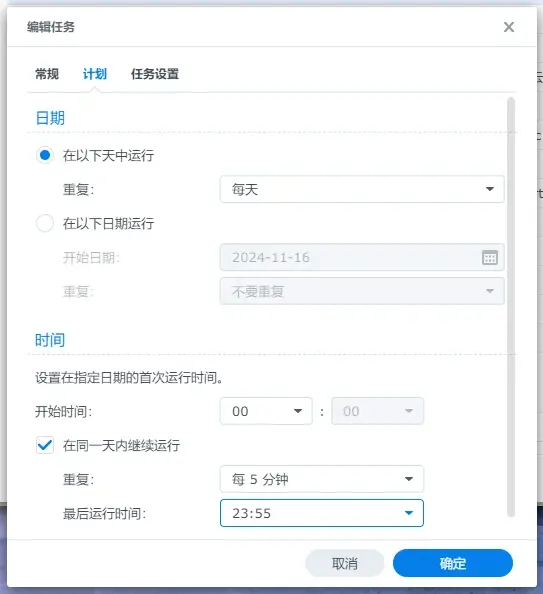 编辑任务
常规 计划 任务设置
日期
在以下天中运行
重复: 每天
在以下日期运行
开始日期: 2024-11-16
重复: 不要重复
时间
设置在指定日期的首次运行时间。
开始时间: 00 : 00
在同一天内继续运行
重复: 每 5 分钟
最后运行时间: 23:55
取消 确定